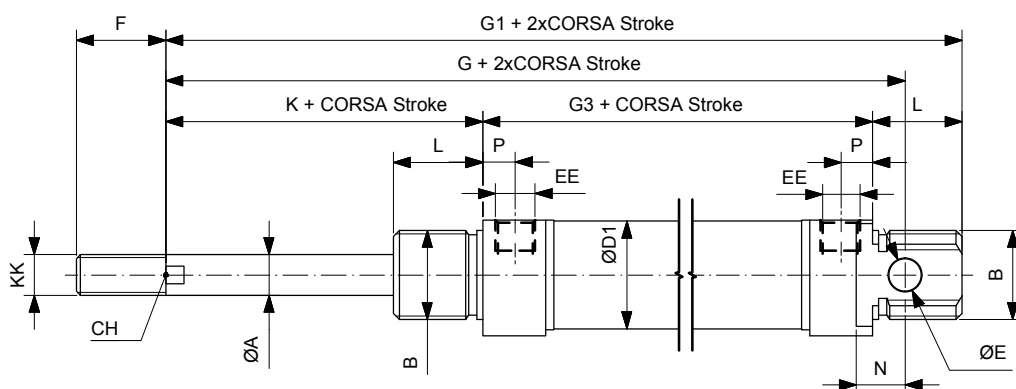 F
G1 + 2xCORSA Stroke
G + 2xCORSA Stroke
K + CORSA Stroke
G3 + CORSA Stroke
L
L
P
P
EE
EE
KK
ØD1
B
CH
ØA
B
N
ØE